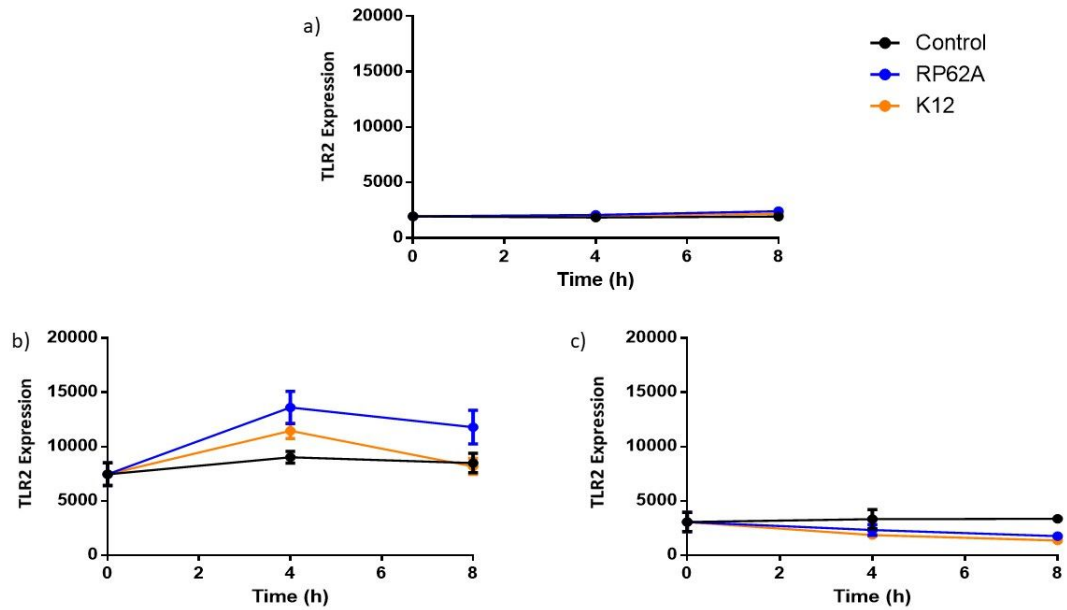 a)
TLR2 Expression
20000
15000
10000
5000
0
0 2 4 6 8
Time (h)
Control
RP62A
K12
b)
TLR2 Expression
20000
15000
10000
5000
0
0 2 4 6 8
Time (h)
c)
TLR2 Expression
20000
15000
10000
5000
0
0 2 4 6 8
Time (h)